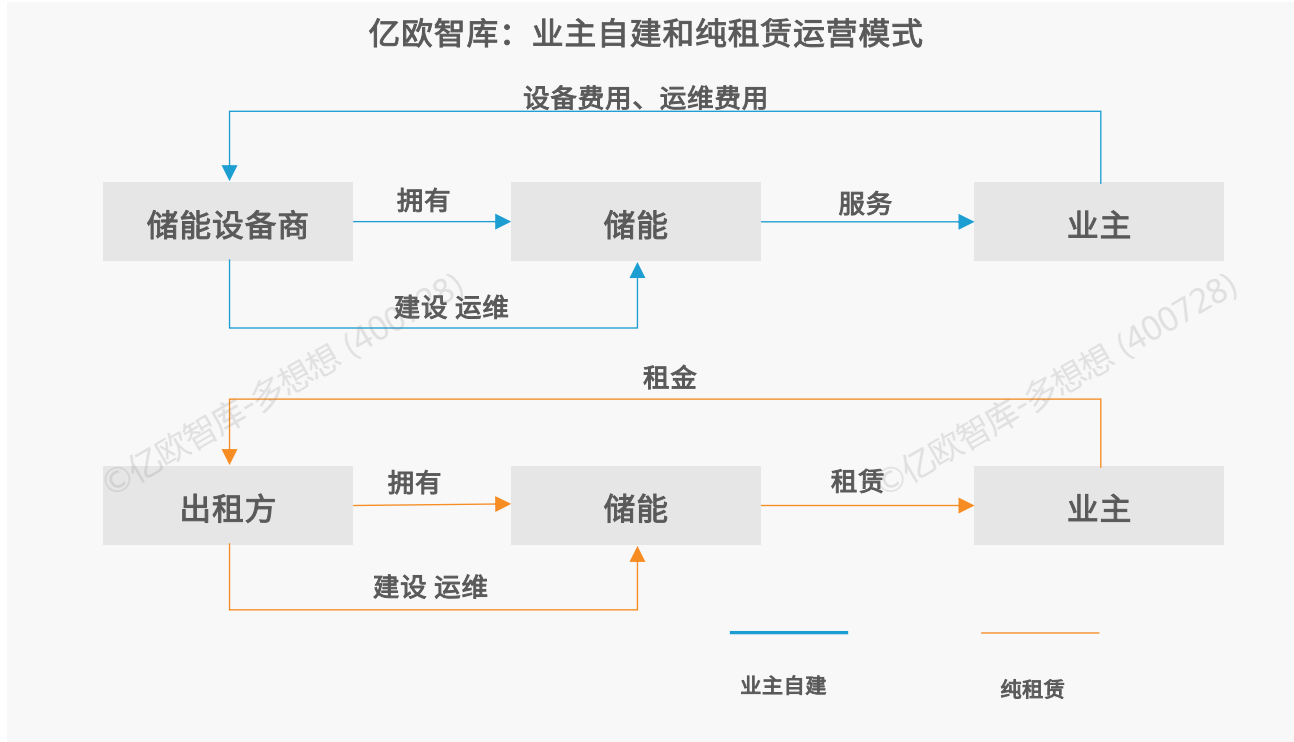 亿欧智库：业主自建和纯租赁运营模式
设备费用、运维费用
储能设备商
拥有
储能
服务
业主
建设 运维
租金
出租方
拥有
储能
租赁
业主
建设 运维
业主自建
纯租赁
©亿欧智库-多想想 (400728)
©亿欧智库-多想想 (400728)